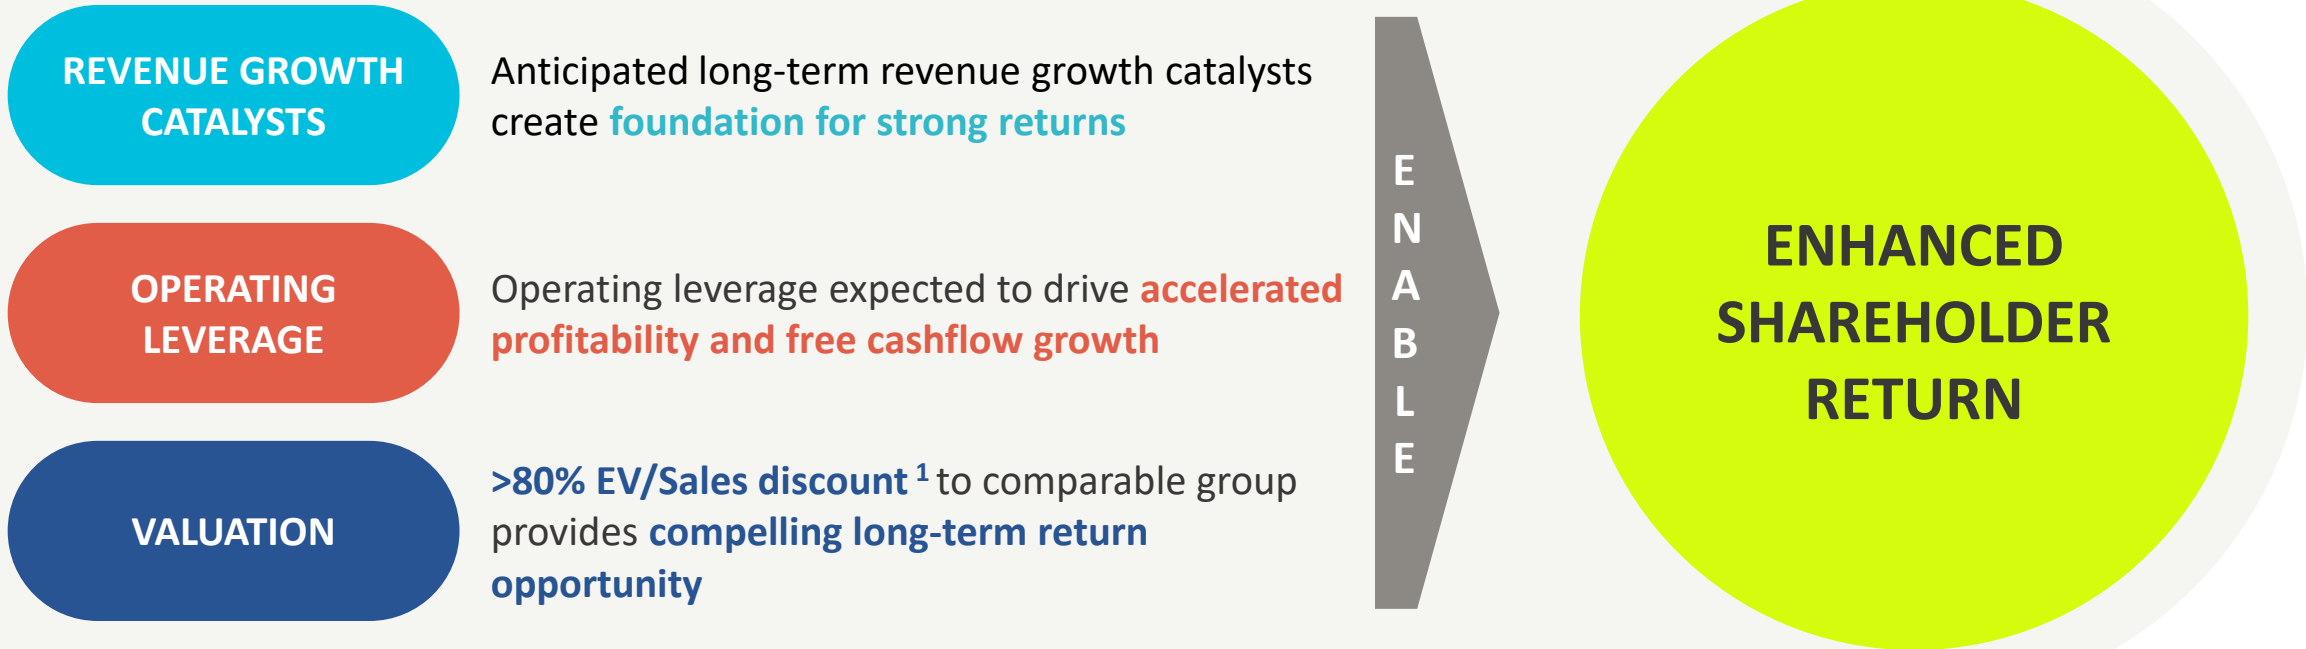 REVENUE GROWTH
CATALYSTS
Anticipated long-term revenue growth catalysts
create foundation for strong returns
OPERATING
LEVERAGE
Operating leverage expected to drive accelerated
profitability and free cashflow growth
VALUATION
>80% EV/Sales discount ¹ to comparable group
provides compelling long-term return
opportunity
E
N
A
B
L
E
ENHANCED
SHAREHOLDER
RETURN